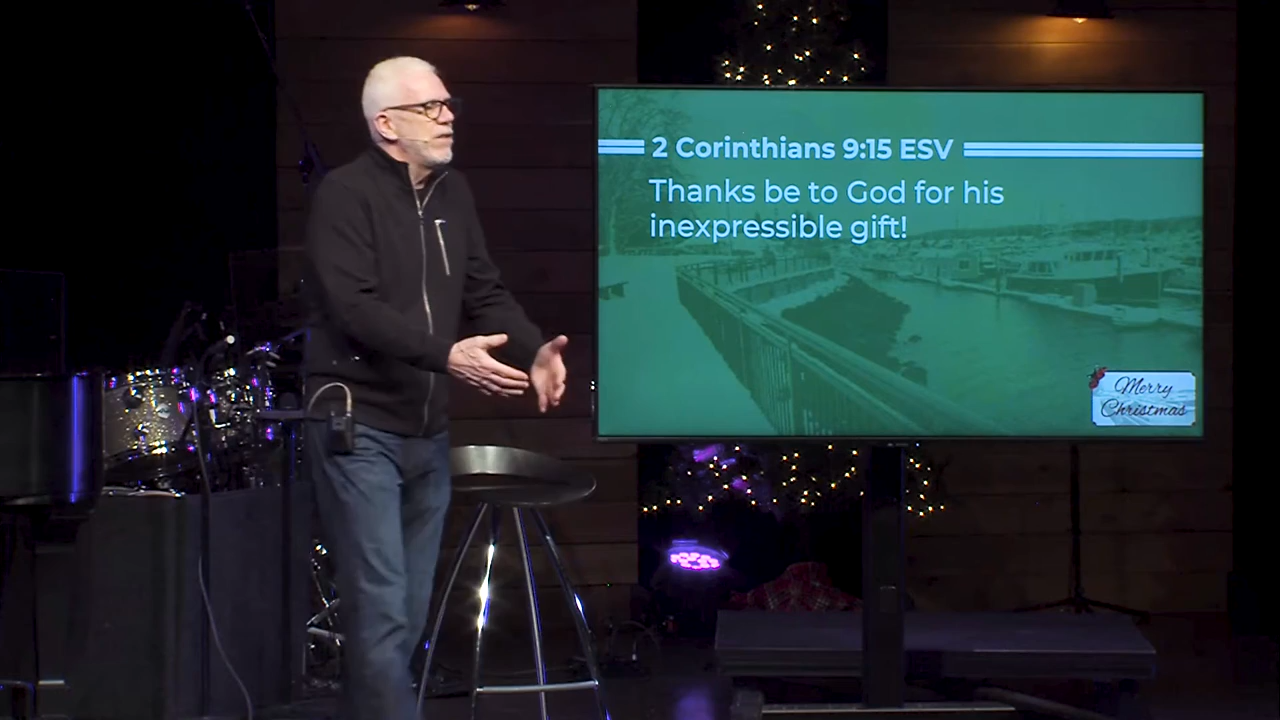 2 Corinthians 9:15 ESV
Thanks be to God for his
inexpressible gift!
Merry
Christmas